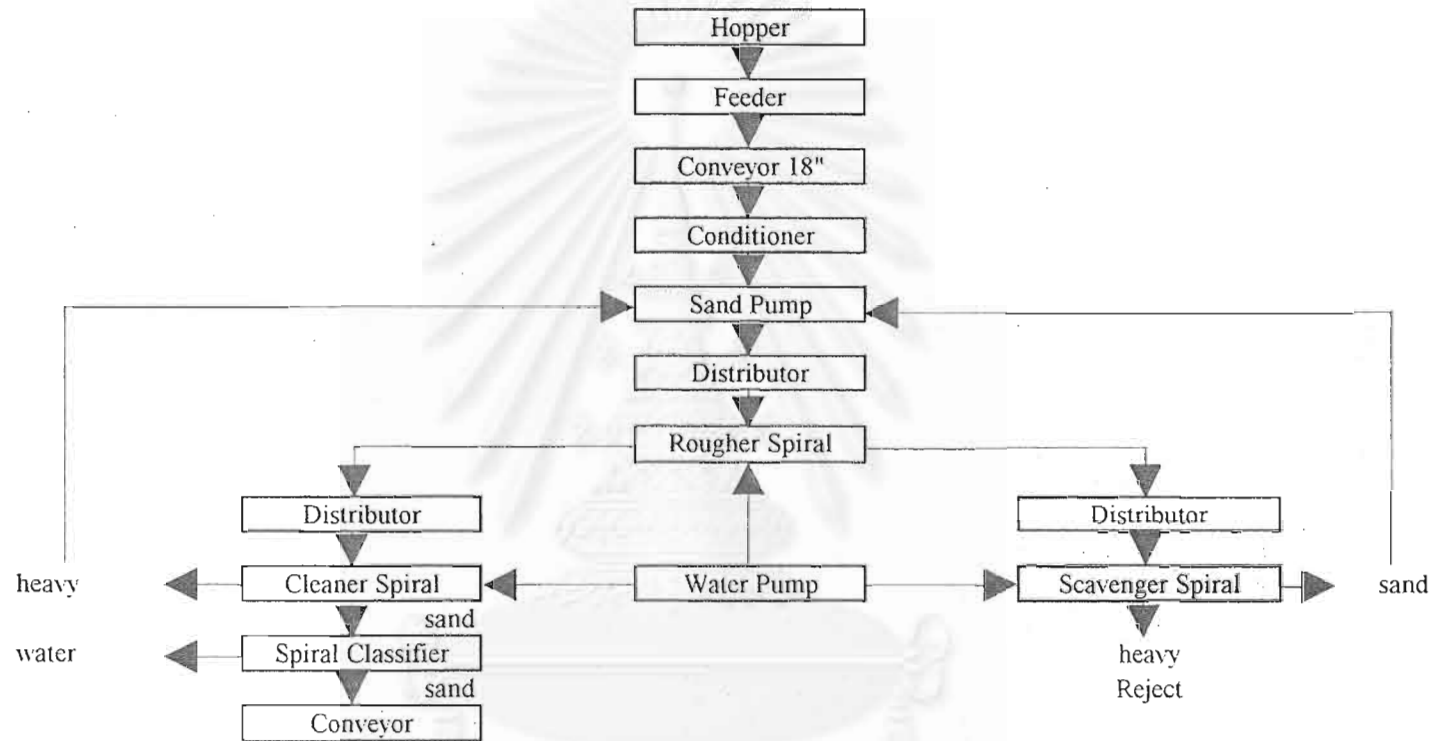 Hopper
Feeder
Conveyor 18"
Conditioner
Sand Pump
Distributor
Rougher Spiral
Distributor
Distributor
heavy
Cleaner Spiral
Water Pump
Scavenger Spiral
sand
sand
water
Spiral Classifier
heavy
Reject
sand
Conveyor